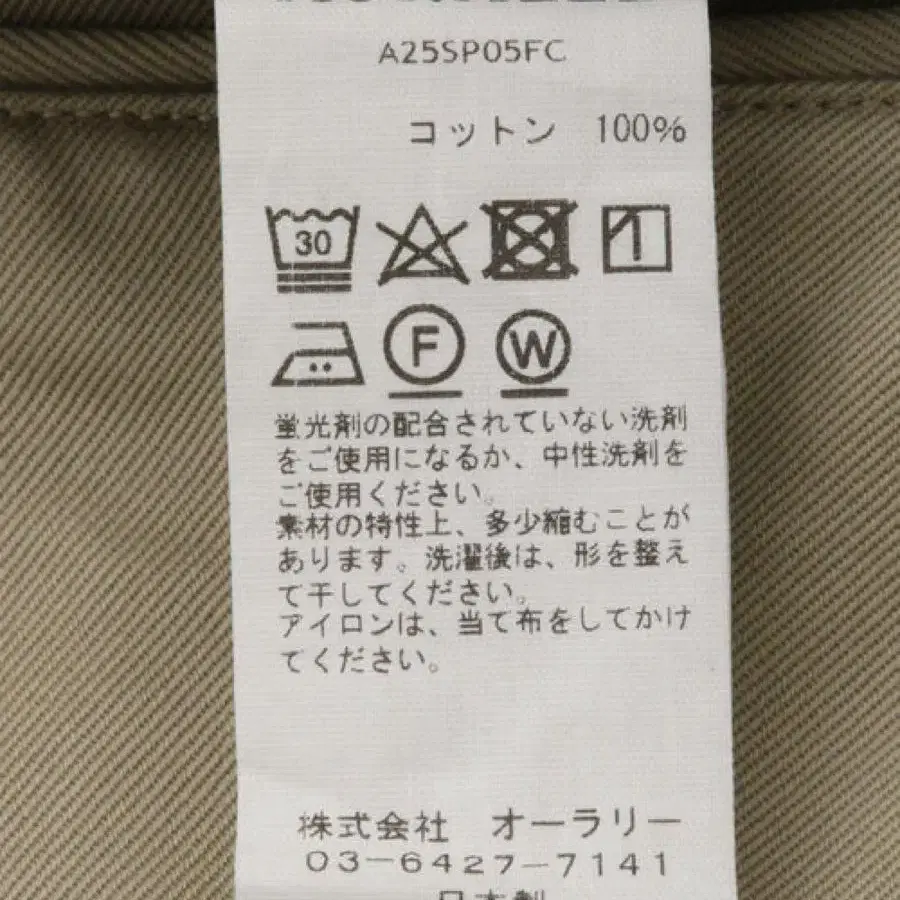 A25SP05FC
コットン 100%
30
F W
蛍光剤の配合されていない洗剤
をご使用になるか、中性洗剤を
ご使用ください。
素材の特性上、多少縮むことが
あります。洗濯後は、形を整え
て干してください。
アイロンは、当て布をしてかけ
てください。
株式会社 オーラリー
03-6427-7141
日本製